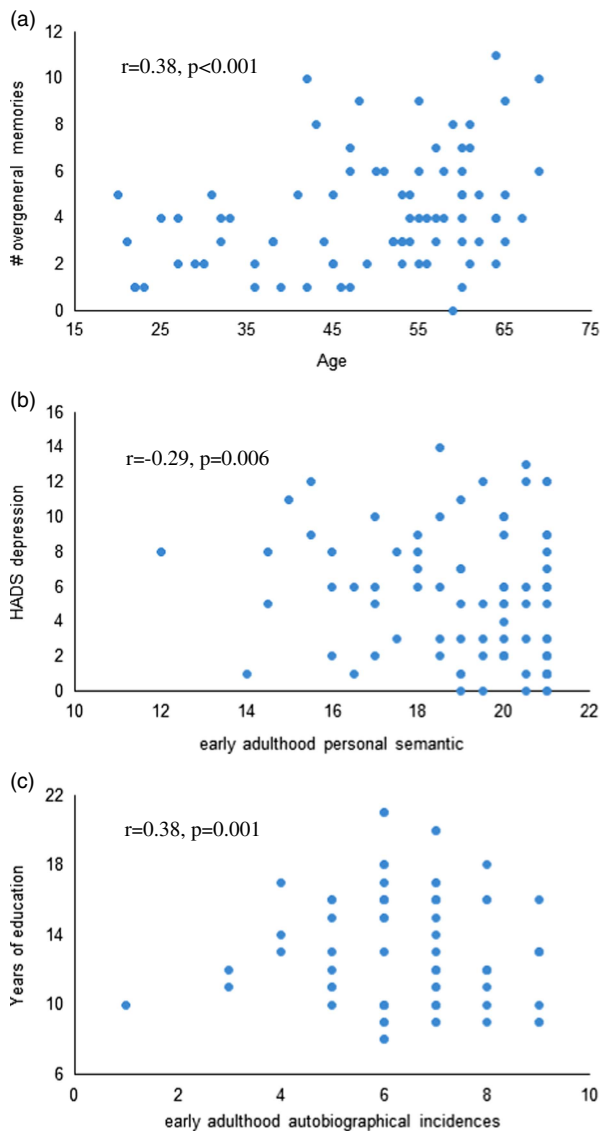 (a)
12
10
8
6
4
2
0
r=0.38, p<0.001
# overgeneral memories
15 25 35 45 55 65 75
Age
(b)
16
14
12
10
8
6
4
2
0
r=-0.29, p=0.006
HADS depression
10 12 14 16 18 20 22
early adulthood personal semantic
(c)
22
18
14
10
6
r=0.38, p=0.001
Years of education
0 2 4 6 8 10
early adulthood autobiographical incidences